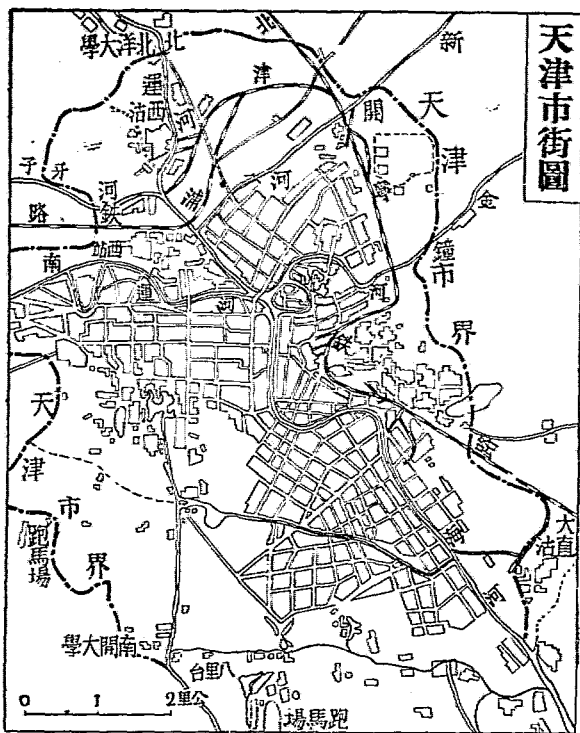 天津市街圖
北洋大學
北運河
西沽
新開河
北
津
天津市界
金鐘河
子牙河
鐵路
西站
南運河
天津市界
跑馬場
南開大學
八里台
跑馬場
海河
大直沽
0 1 2公里